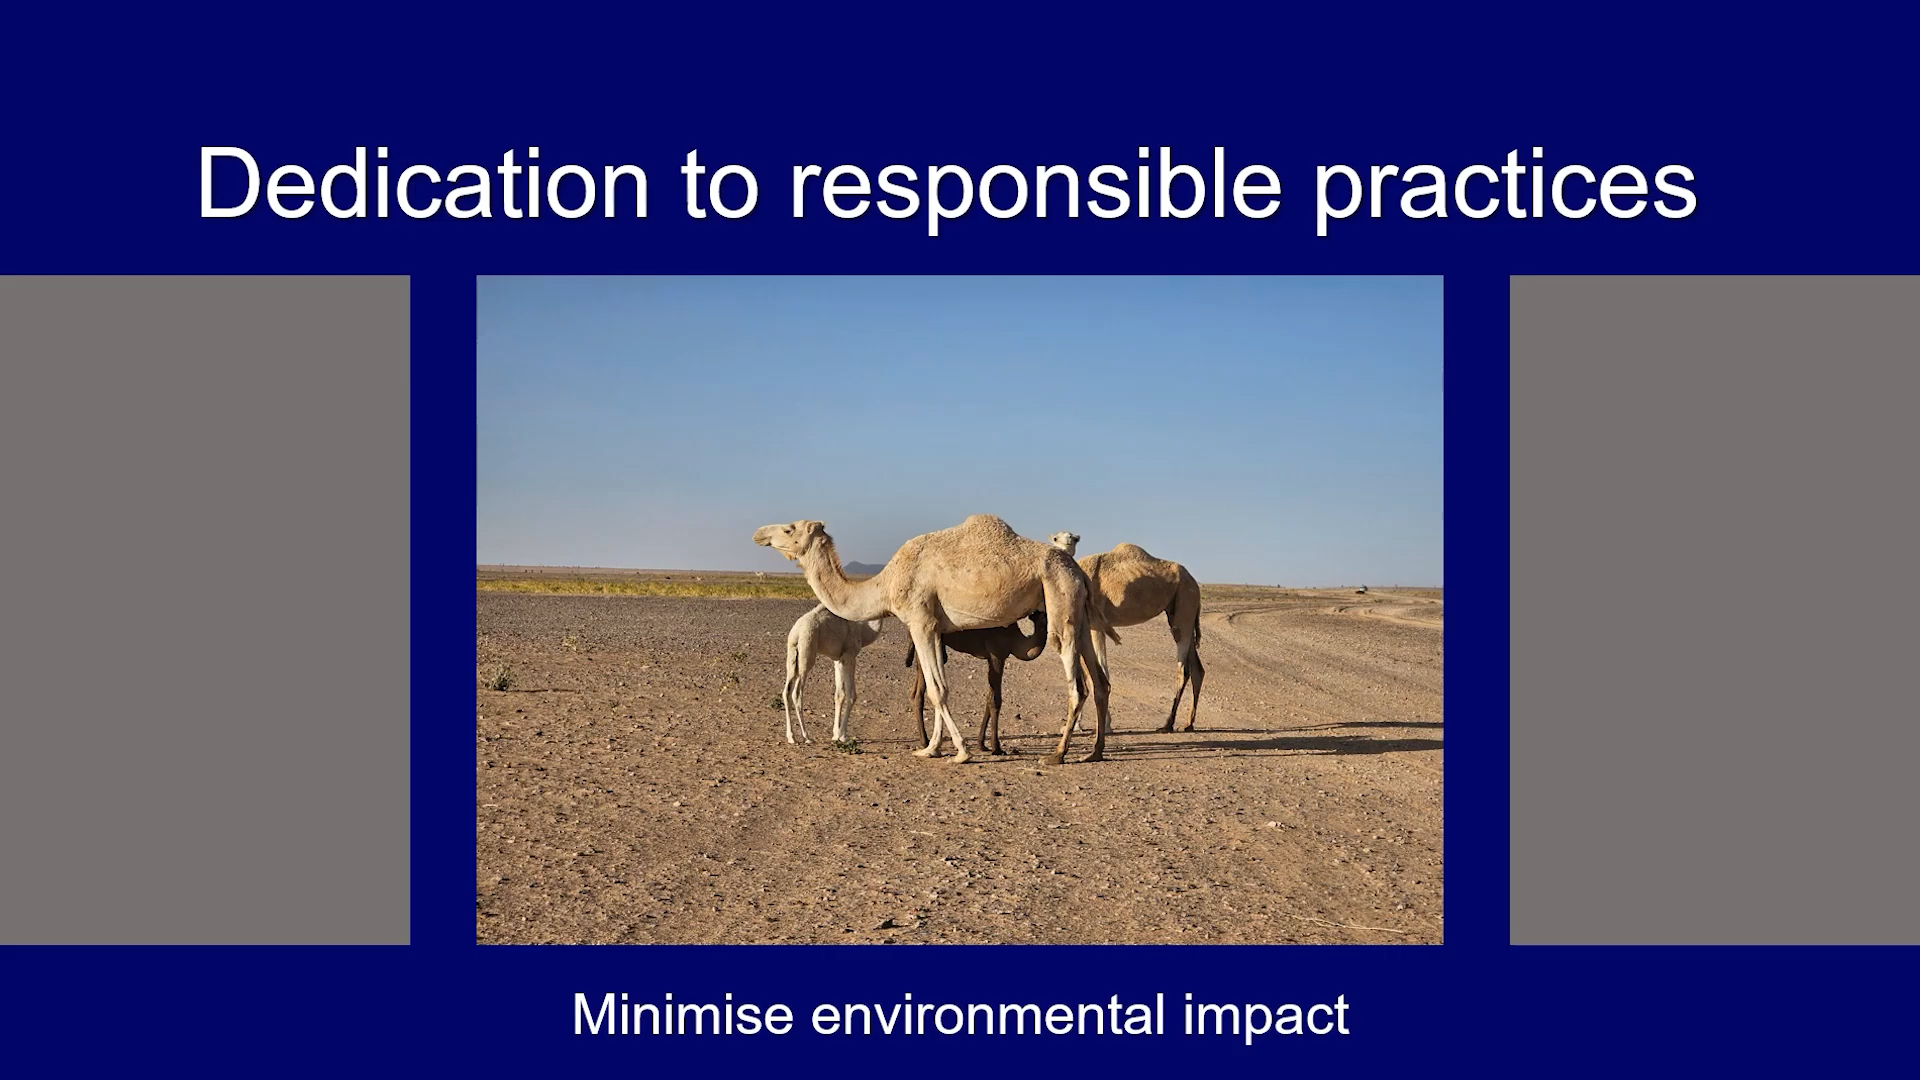 Dedication to responsible practices
Minimise environmental impact